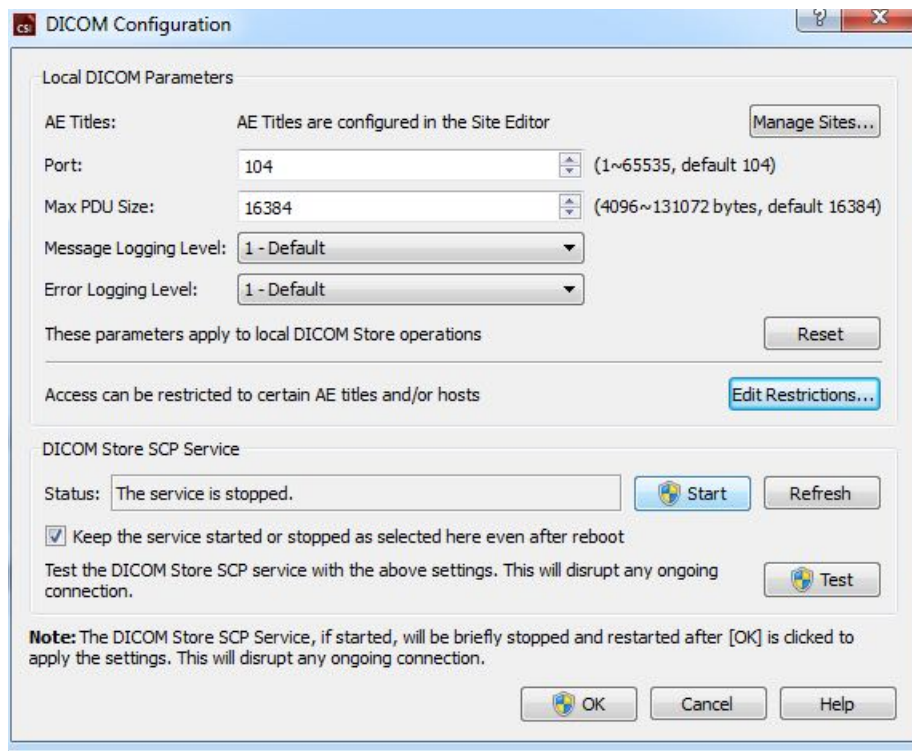 CSI DICOM Configuration
Local DICOM Parameters
AE Titles: AE Titles are configured in the Site Editor Manage Sites...
Port: 104 (1~65535, default 104)
Max PDU Size: 16384 (4096~131072 bytes, default 16384)
Message Logging Level: 1 - Default
Error Logging Level: 1 - Default
These parameters apply to local DICOM Store operations Reset
Access can be restricted to certain AE titles and/or hosts Edit Restrictions...
DICOM Store SCP Service
Status: The service is stopped. Start Refresh
Keep the service started or stopped as selected here even after reboot
Test the DICOM Store SCP service with the above settings. This will disrupt any ongoing
connection. Test
Note: The DICOM Store SCP Service, if started, will be briefly stopped and restarted after [OK] is clicked to
apply the settings. This will disrupt any ongoing connection.
OK Cancel Help